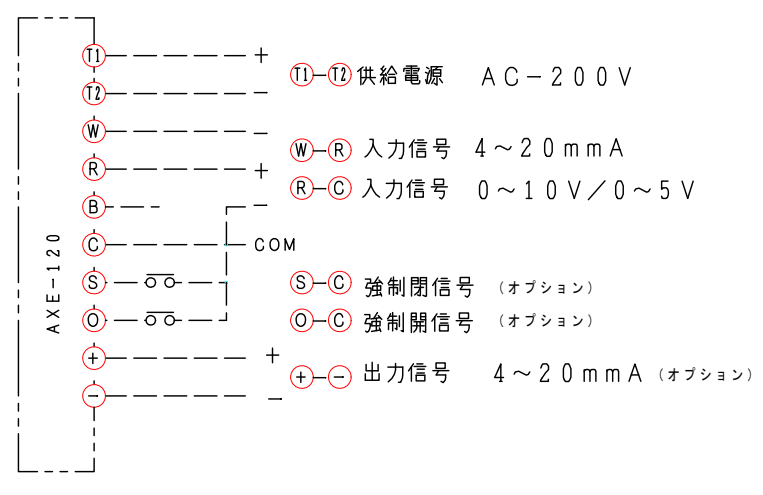 T1 +
T1-T2 供給電源 AC-200V
T2 -
W -
W-R 入力信号 4~20mmA
R +
R-C 入力信号 0~10V/0~5V
B -
C COM
AXE-120
S
S-C 強制閉信号 (オプション)
O
O-C 強制開信号 (オプション)
+ +
+-- 出力信号 4~20mmA (オプション)
- -